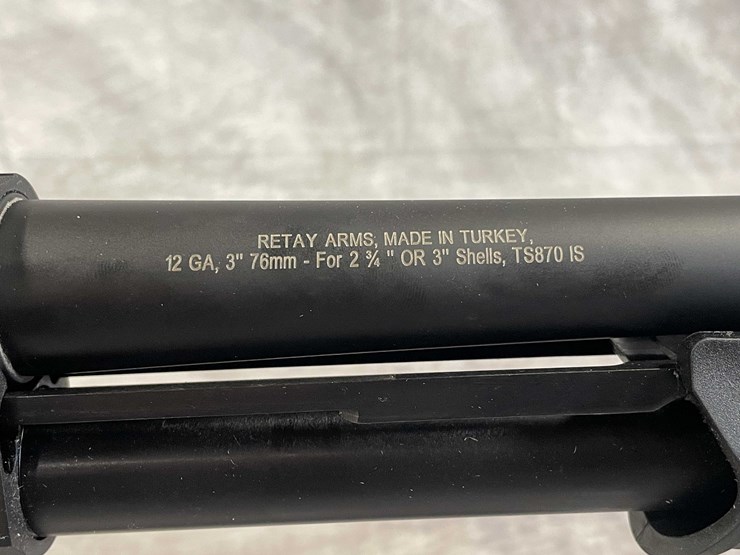 RETAY ARMS, MADE IN TURKEY,
12 GA, 3" 76mm - For 2 ¾ " OR 3" Shells, TS870 IS